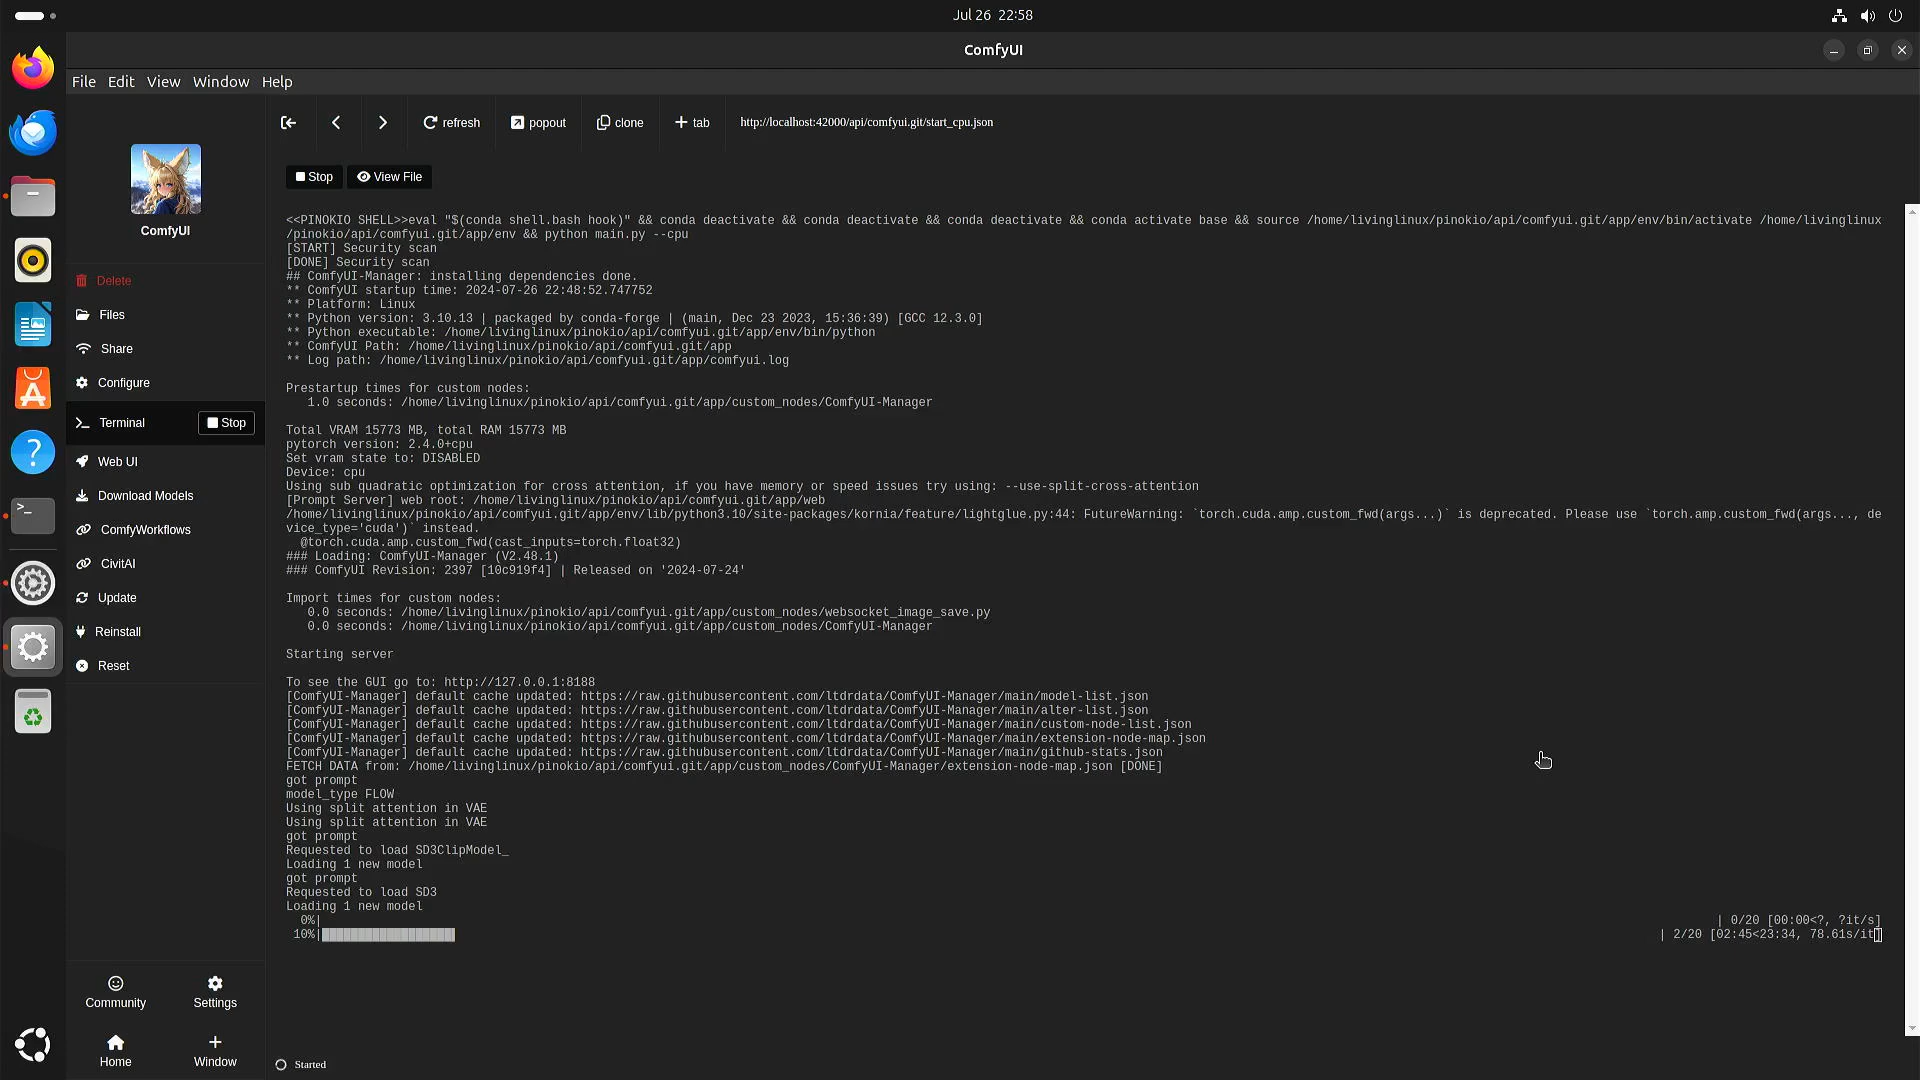 Jul 26 22:58
ComfyUI
File Edit View Window Help
refresh popout clone tab http://localhost:42000/api/comfyui.git/start_cpu.json
Stop View File
ComfyUI
Delete
Files
Share
Configure
Terminal Stop
Web UI
Download Models
ComfyWorkflows
CivitAI
Update
Reinstall
Reset
Community Settings
Home Window
<<PINOKIO SHELL>>eval "$(conda shell.bash hook)" && conda deactivate && conda deactivate && conda deactivate && conda activate base && source /home/livinglinux/pinokio/api/comfyui.git/app/env/bin/activate /home/livinglinux
/pinokio/api/comfyui.git/app/env && python main.py --cpu
[START] Security scan
[DONE] Security scan
## ComfyUI-Manager: installing dependencies done.
** ComfyUI startup time: 2024-07-26 22:48:52.747752
** Platform: Linux
** Python version: 3.10.13 | packaged by conda-forge | (main, Dec 23 2023, 15:36:39) [GCC 12.3.0]
** Python executable: /home/livinglinux/pinokio/api/comfyui.git/app/env/bin/python
** ComfyUI Path: /home/livinglinux/pinokio/api/comfyui.git/app
** Log path: /home/livinglinux/pinokio/api/comfyui.git/app/comfyui.log
Prestartup times for custom nodes:
1.0 seconds: /home/livinglinux/pinokio/api/comfyui.git/app/custom_nodes/ComfyUI-Manager
Total VRAM 15773 MB, total RAM 15773 MB
pytorch version: 2.4.0+cpu
Set vram state to: DISABLED
Device: cpu
Using sub quadratic optimization for cross attention, if you have memory or speed issues try using: --use-split-cross-attention
[Prompt Server] web root: /home/livinglinux/pinokio/api/comfyui.git/app/web
/home/livinglinux/pinokio/api/comfyui.git/app/env/lib/python3.10/site-packages/kornia/feature/lightglue.py:44: FutureWarning: `torch.cuda.amp.custom_fwd(args...)` is deprecated. Please use `torch.amp.custom_fwd(args..., de
vice_type='cuda')` instead.
@torch.cuda.amp.custom_fwd(cast_inputs=torch.float32)
### Loading: ComfyUI-Manager (V2.48.1)
### ComfyUI Revision: 2397 [10c919f4] | Released on '2024-07-24'
Import times for custom nodes:
0.0 seconds: /home/livinglinux/pinokio/api/comfyui.git/app/custom_nodes/websocket_image_save.py
0.0 seconds: /home/livinglinux/pinokio/api/comfyui.git/app/custom_nodes/ComfyUI-Manager
Starting server
To see the GUI go to: http://127.0.0.1:8188
[ComfyUI-Manager] default cache updated: https://raw.githubusercontent.com/ltdrdata/ComfyUI-Manager/main/model-list.json
[ComfyUI-Manager] default cache updated: https://raw.githubusercontent.com/ltdrdata/ComfyUI-Manager/main/alter-list.json
[ComfyUI-Manager] default cache updated: https://raw.githubusercontent.com/ltdrdata/ComfyUI-Manager/main/custom-node-list.json
[ComfyUI-Manager] default cache updated: https://raw.githubusercontent.com/ltdrdata/ComfyUI-Manager/main/extension-node-map.json
[ComfyUI-Manager] default cache updated: https://raw.githubusercontent.com/ltdrdata/ComfyUI-Manager/main/github-stats.json
FETCH DATA from: /home/livinglinux/pinokio/api/comfyui.git/app/custom_nodes/ComfyUI-Manager/extension-node-map.json [DONE]
got prompt
model_type FLOW
Using split attention in VAE
Using split attention in VAE
got prompt
Requested to load SD3ClipModel_
Loading 1 new model
got prompt
Requested to load SD3
Loading 1 new model
0%| | 0/20 [00:00<?, ?it/s]
10%| | 2/20 [02:45<23:34, 78.61s/it]
Started